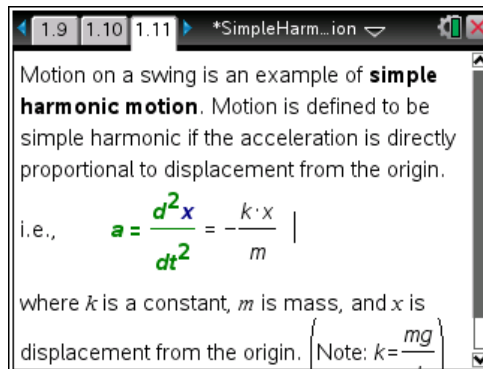 1.9 1.10 1.11 *SimpleHarm...ion
Motion on a swing is an example of simple
harmonic motion. Motion is defined to be
simple harmonic if the acceleration is directly
proportional to displacement from the origin.
i.e., a = d²x/dt² = -k·x/m
where k is a constant, m is mass, and x is
displacement from the origin. (Note: k=mg/